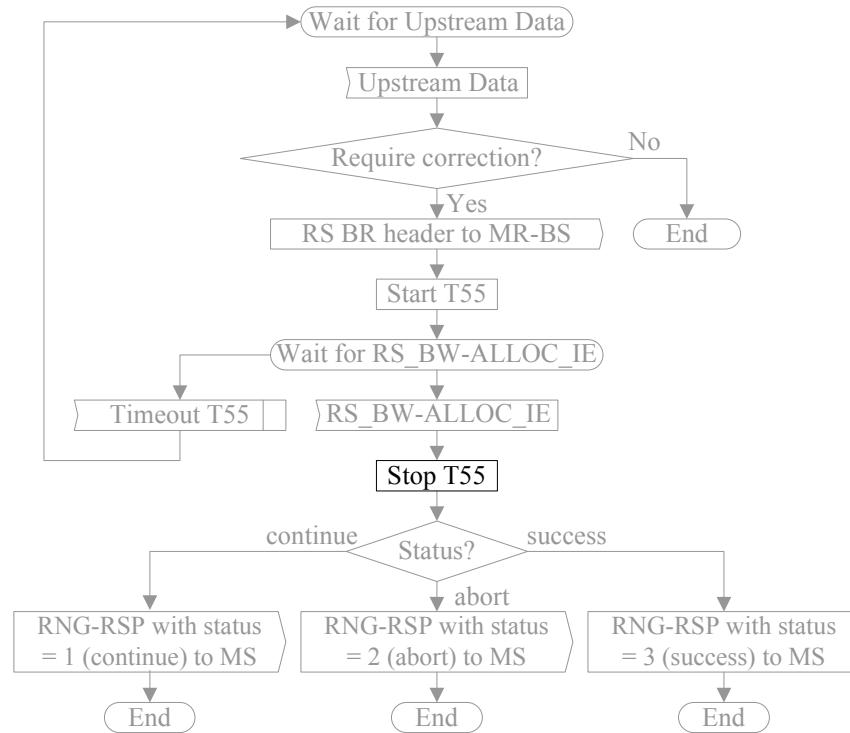 Wait for Upstream Data
Upstream Data
Require correction?
No
Yes
RS BR header to MR-BS
End
Start T55
Wait for RS_BW-ALLOC_IE
Timeout T55
RS_BW-ALLOC_IE
Stop T55
continue
Status?
success
abort
RNG-RSP with status
= 1 (continue) to MS
RNG-RSP with status
= 2 (abort) to MS
RNG-RSP with status
= 3 (success) to MS
End
End
End